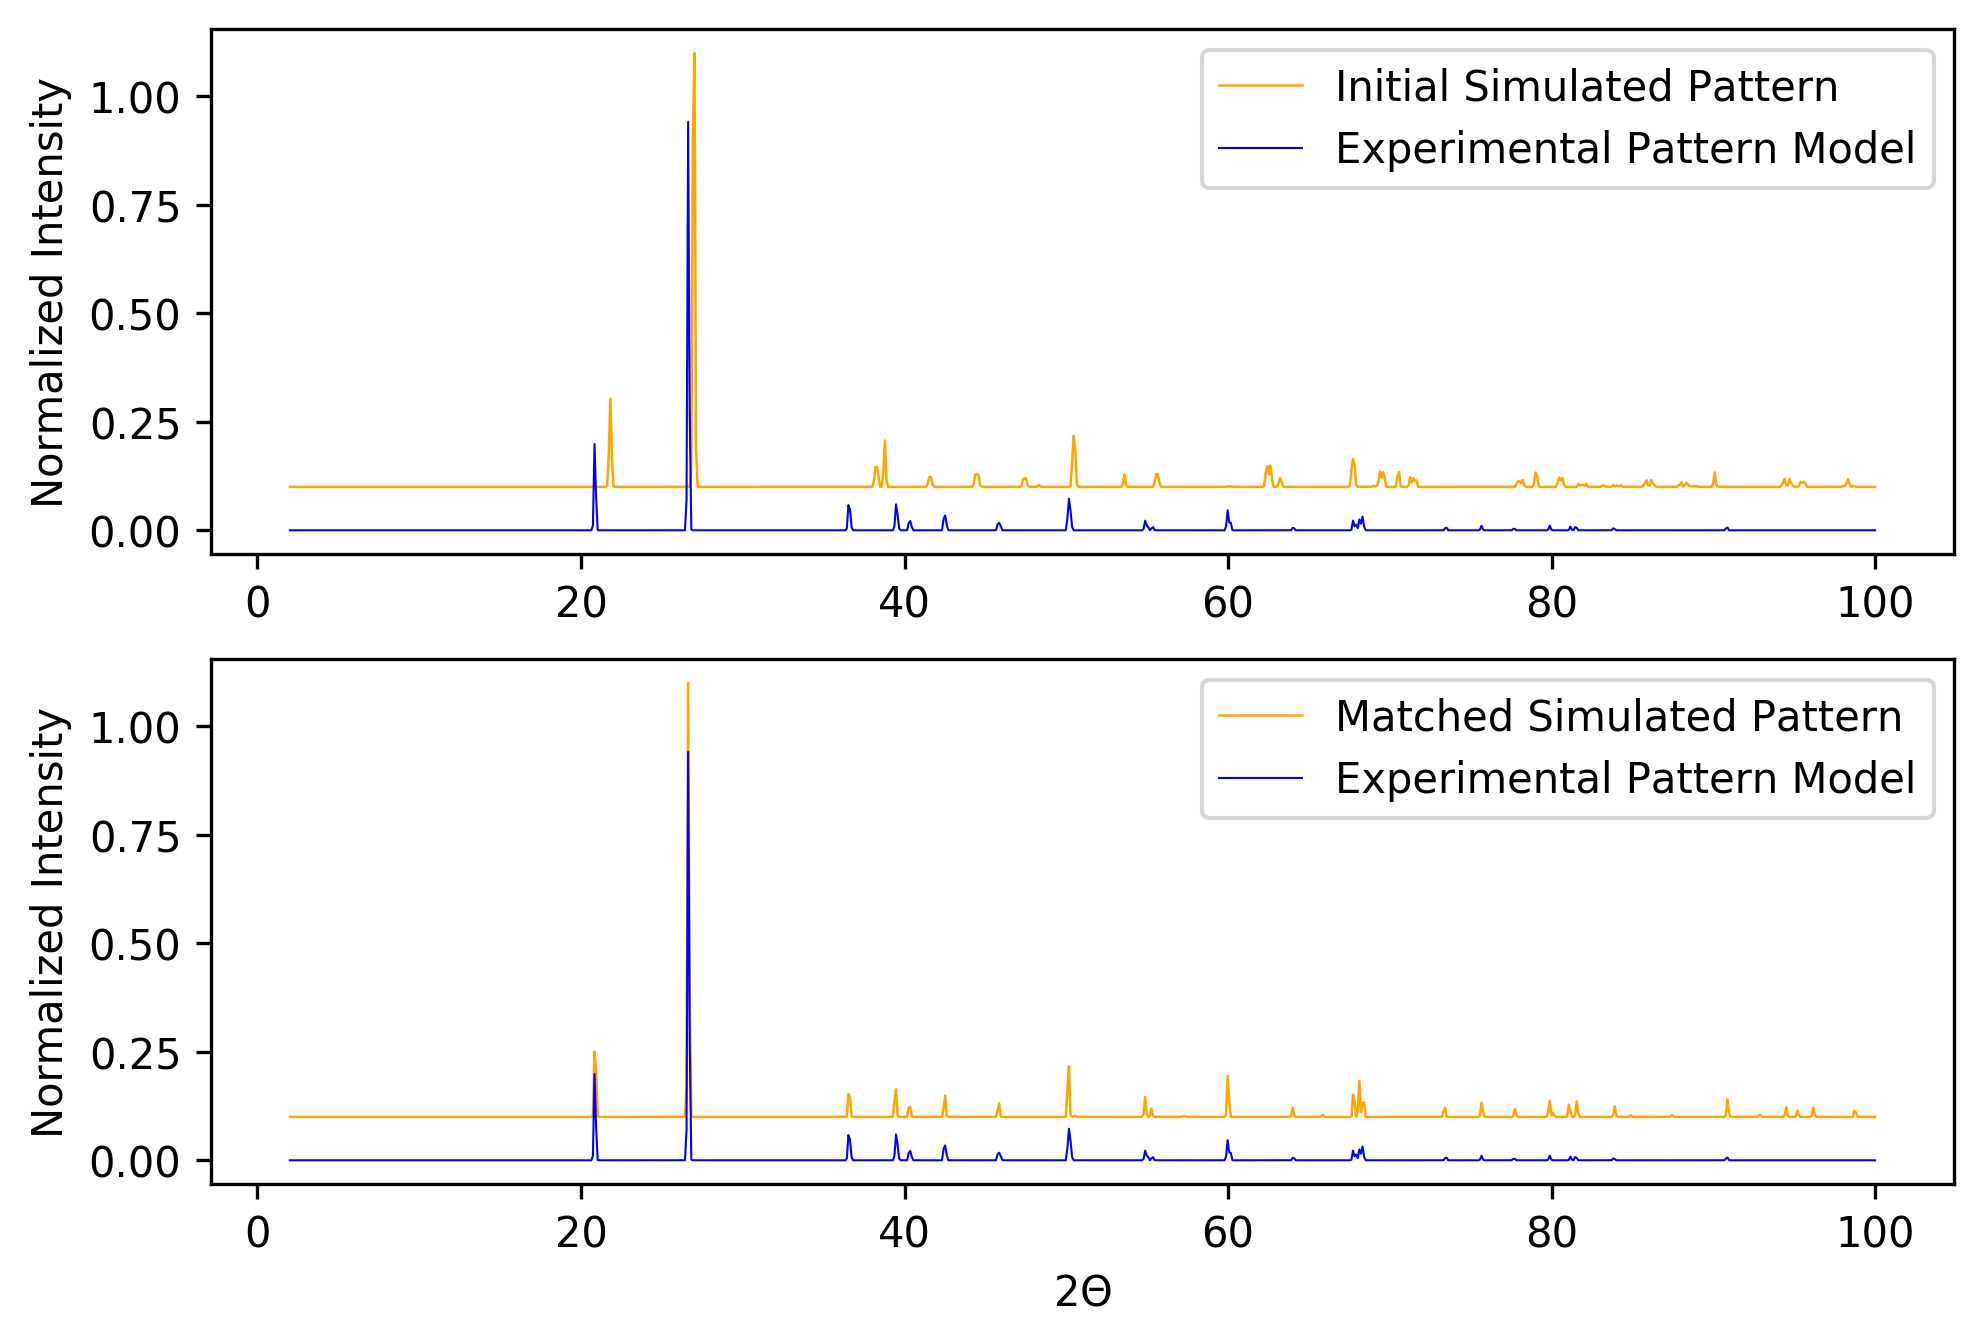 Normalized Intensity
1.00
0.75
0.50
0.25
0.00
Initial Simulated Pattern
Experimental Pattern Model
0 20 40 60 80 100
Normalized Intensity
1.00
0.75
0.50
0.25
0.00
Matched Simulated Pattern
Experimental Pattern Model
0 20 40 60 80 100
2Θ